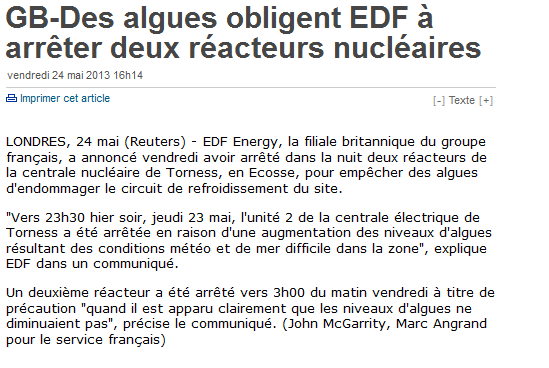 GB-Des algues obligent EDF à
arrêter deux réacteurs nucléaires
vendredi 24 mai 2013 16h14
Imprimer cet article
[-] Texte [+]
LONDRES, 24 mai (Reuters) - EDF Energy, la filiale britannique du groupe
français, a annoncé vendredi avoir arrêté dans la nuit deux réacteurs de
la centrale nucléaire de Torness, en Ecosse, pour empêcher des algues
d'endommager le circuit de refroidissement du site.
"Vers 23h30 hier soir, jeudi 23 mai, l'unité 2 de la centrale électrique de
Torness a été arrêtée en raison d'une augmentation des niveaux d'algues
résultant des conditions météo et de mer difficile dans la zone", explique
EDF dans un communiqué.
Un deuxième réacteur a été arrêté vers 3h00 du matin vendredi à titre de
précaution "quand il est apparu clairement que les niveaux d'algues ne
diminuaient pas", précise le communiqué. (John McGarrity, Marc Angrand
pour le service français)